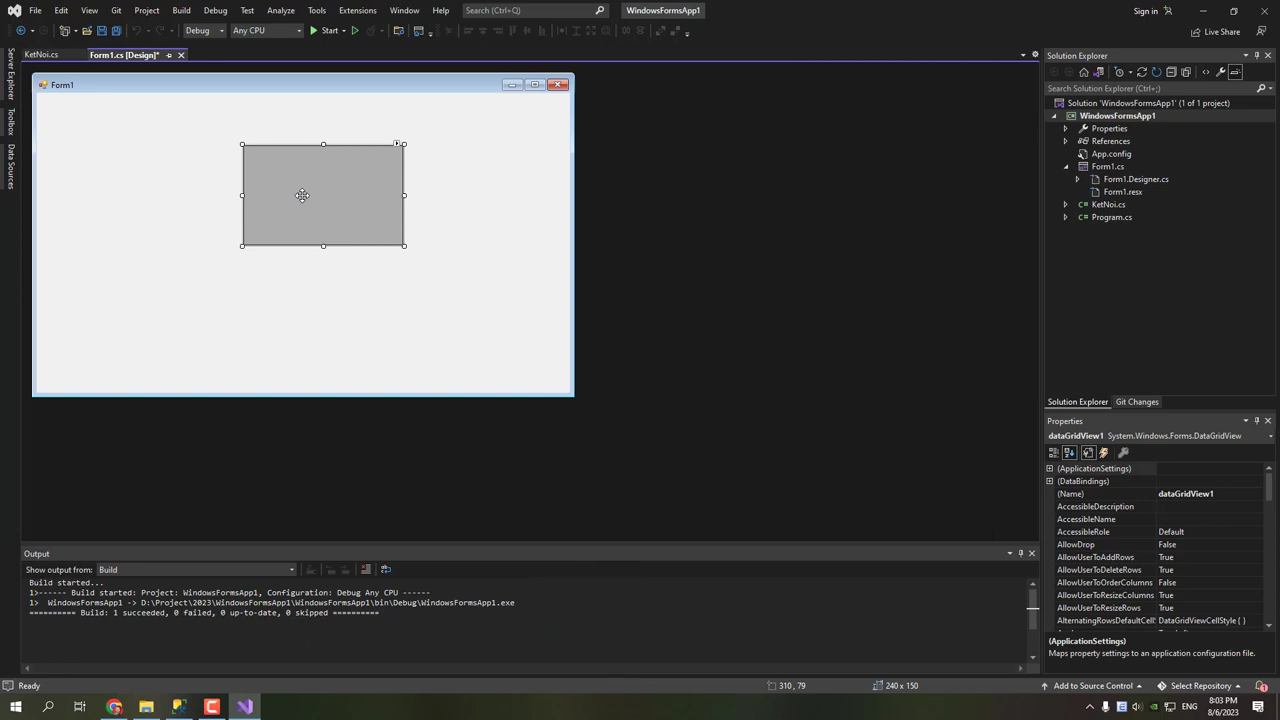 File Edit View Git Project Build Debug Test Analyze Tools Extensions Window Help Search (Ctrl+Q) WindowsFormsApp1 Sign in
Debug Any CPU Start Live Share
KetNoi.cs Form1.cs [Design]*
Server Explorer
Toolbox
Data Sources
Form1
Solution Explorer
Search Solution Explorer (Ctrl+;)
Solution 'WindowsFormsApp1' (1 of 1 project)
WindowsFormsApp1
Properties
References
App.config
Form1.cs
Form1.Designer.cs
Form1.resx
KetNoi.cs
Program.cs
Solution Explorer Git Changes
Properties
dataGridView1 System.Windows.Forms.DataGridView
(ApplicationSettings)
(DataBindings)
(Name) dataGridView1
AccessibleDescription
AccessibleName
AccessibleRole Default
AllowDrop False
AllowUserToAddRows True
AllowUserToDeleteRows True
AllowUserToOrderColumns False
AllowUserToResizeColumns True
AllowUserToResizeRows True
AlternatingRowsDefaultCell DataGridViewCellStyle { }
(ApplicationSettings)
Maps property settings to an application configuration file.
Output
Show output from: Build
Build started...
1>------ Build started: Project: WindowsFormsApp1, Configuration: Debug Any CPU ------
1> WindowsFormsApp1 -> D:\Project\2023\WindowsFormsApp1\WindowsFormsApp1\bin\Debug\WindowsFormsApp1.exe
========== Build: 1 succeeded, 0 failed, 0 up-to-date, 0 skipped ==========
Ready 310 , 79 240 x 150 Add to Source Control Select Repository
ENG 8:03 PM
8/6/2023